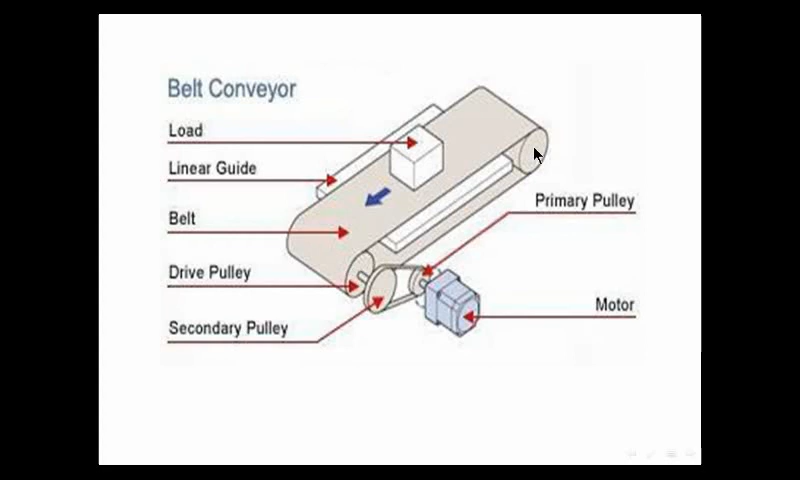 Belt Conveyor
Load
Linear Guide
Belt
Primary Pulley
Drive Pulley
Motor
Secondary Pulley